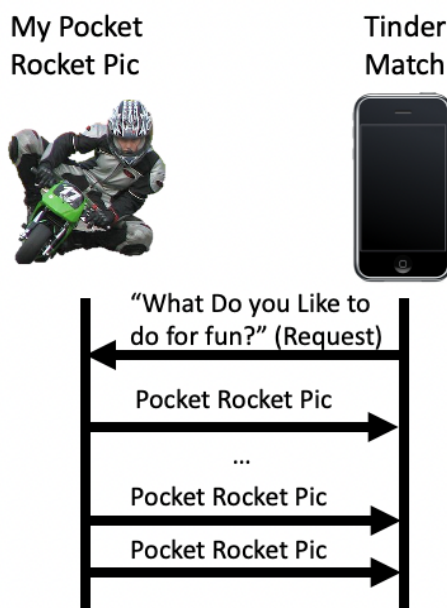 My Pocket
Rocket Pic
Tinder
Match
17
“What Do you Like to
do for fun?” (Request)
Pocket Rocket Pic
...
Pocket Rocket Pic
Pocket Rocket Pic